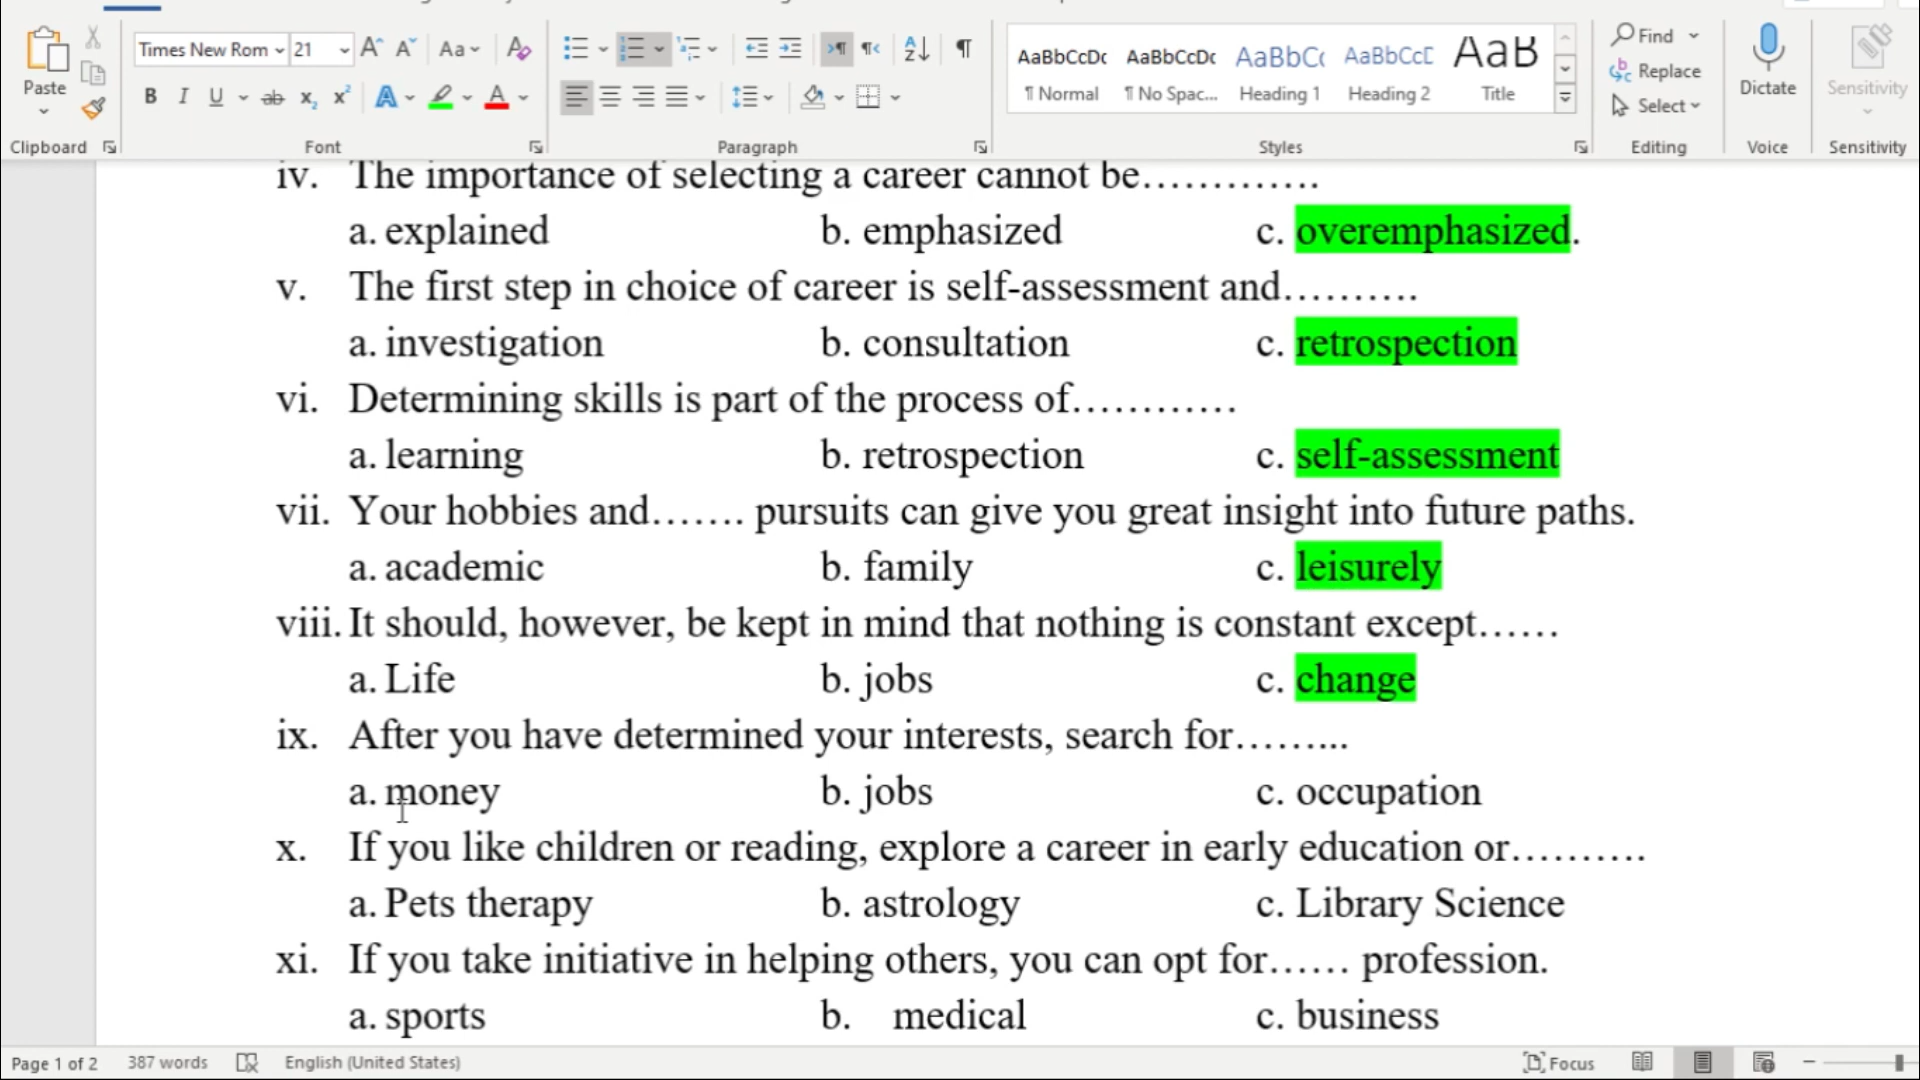 Times New Rom 21 Aa
AaBbCcDc AaBbCcDc AaBbC AaBbCcD AaB
Find
Paste
Replace
Dictate Sensitivity
B I U ab x2 x2 A A
¶ Normal ¶ No Spac... Heading 1 Heading 2 Title
Select
Clipboard Font Paragraph Styles Editing Voice Sensitivity
iv. The importance of selecting a career cannot be………….
a. explained b. emphasized c. overemphasized.
v. The first step in choice of career is self-assessment and……….
a. investigation b. consultation c. retrospection
vi. Determining skills is part of the process of…………
a. learning b. retrospection c. self-assessment
vii. Your hobbies and……. pursuits can give you great insight into future paths.
a. academic b. family c. leisurely
viii. It should, however, be kept in mind that nothing is constant except……
a. Life b. jobs c. change
ix. After you have determined your interests, search for……...
a. money b. jobs c. occupation
x. If you like children or reading, explore a career in early education or……….
a. Pets therapy b. astrology c. Library Science
xi. If you take initiative in helping others, you can opt for…… profession.
a. sports b. medical c. business
Page 1 of 2 387 words English (United States) Focus